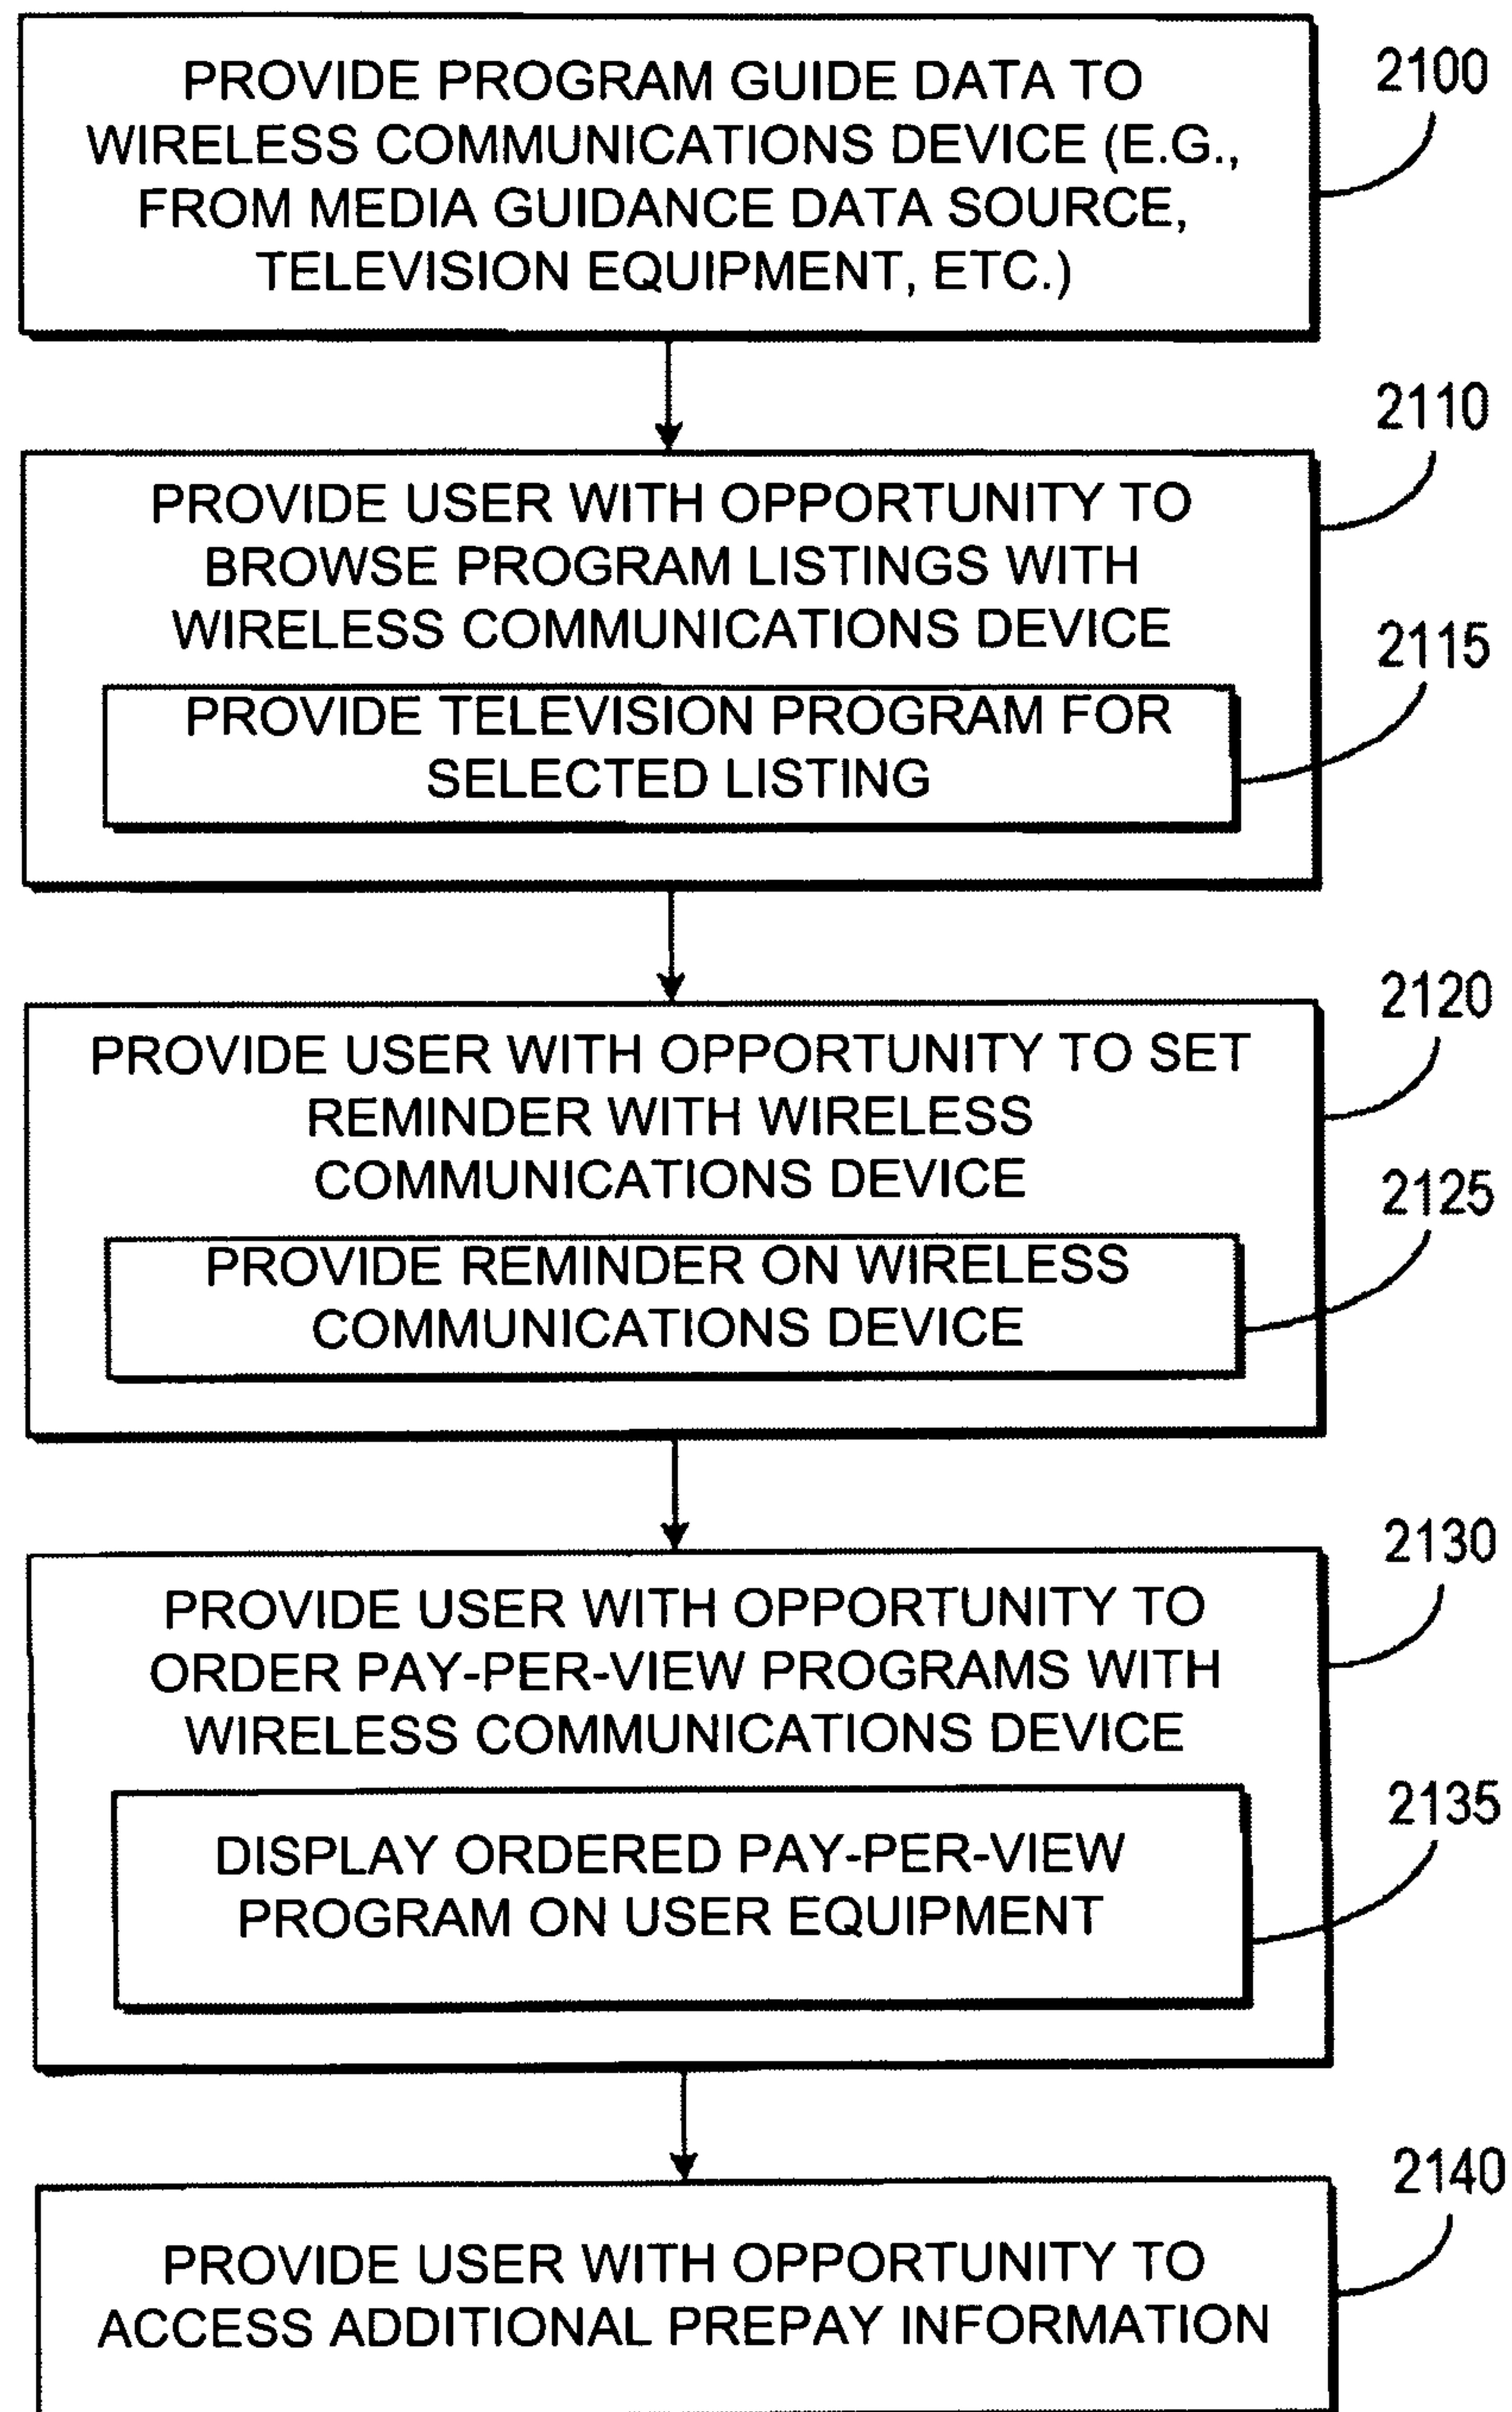 PROVIDE PROGRAM GUIDE DATA TO
WIRELESS COMMUNICATIONS DEVICE (E.G.,
FROM MEDIA GUIDANCE DATA SOURCE,
TELEVISION EQUIPMENT, ETC.)
2100
PROVIDE USER WITH OPPORTUNITY TO
BROWSE PROGRAM LISTINGS WITH
WIRELESS COMMUNICATIONS DEVICE
2110
PROVIDE TELEVISION PROGRAM FOR
SELECTED LISTING
2115
PROVIDE USER WITH OPPORTUNITY TO SET
REMINDER WITH WIRELESS
COMMUNICATIONS DEVICE
2120
PROVIDE REMINDER ON WIRELESS
COMMUNICATIONS DEVICE
2125
PROVIDE USER WITH OPPORTUNITY TO
ORDER PAY-PER-VIEW PROGRAMS WITH
WIRELESS COMMUNICATIONS DEVICE
2130
DISPLAY ORDERED PAY-PER-VIEW
PROGRAM ON USER EQUIPMENT
2135
PROVIDE USER WITH OPPORTUNITY TO
ACCESS ADDITIONAL PREPAY INFORMATION
2140